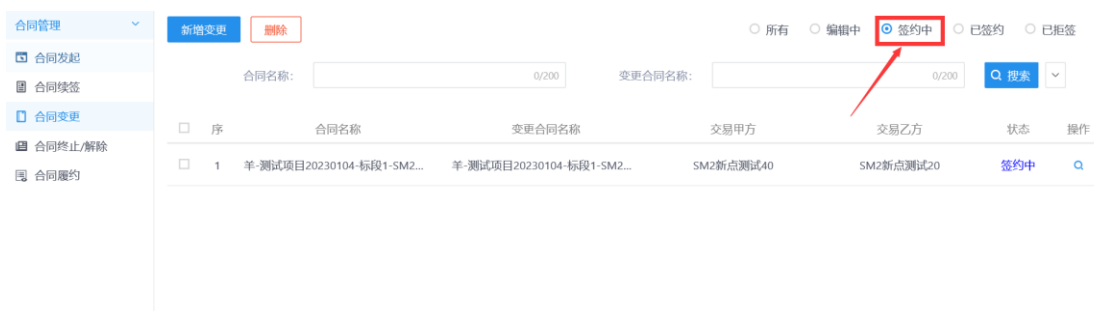 合同管理
合同发起
合同续签
合同变更
合同终止/解除
合同履约
新增变更 删除 所有 编辑中 签约中 已签约 已拒签
合同名称: 0/200 变更合同名称: 0/200 搜索
序 合同名称 变更合同名称 交易甲方 交易乙方 状态 操作
1 羊-测试项目20230104-标段1-SM2... 羊-测试项目20230104-标段1-SM2... SM2新点测试40 SM2新点测试20 签约中